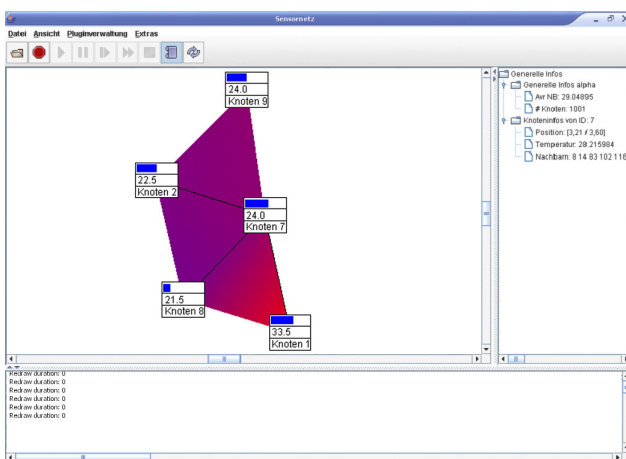 Sensornetz
Datei Ansicht Pluginverwaltung Extras
24.0
Knoten 9
22.5
Knoten 2
24.0
Knoten 7
21.5
Knoten 8
33.5
Knoten 1
Generelle Infos
Generelle Infos alpha
Avr NB: 29.04895
# Knoten: 1001
Knoteninfos von ID: 7
Position: [3,21 / 3,60]
Temperatur: 28.215984
Nachbarn: 8 14 83 102 116
Redraw duration: 0
Redraw duration: 0
Redraw duration: 0
Redraw duration: 0
Redraw duration: 0
Redraw duration: 0